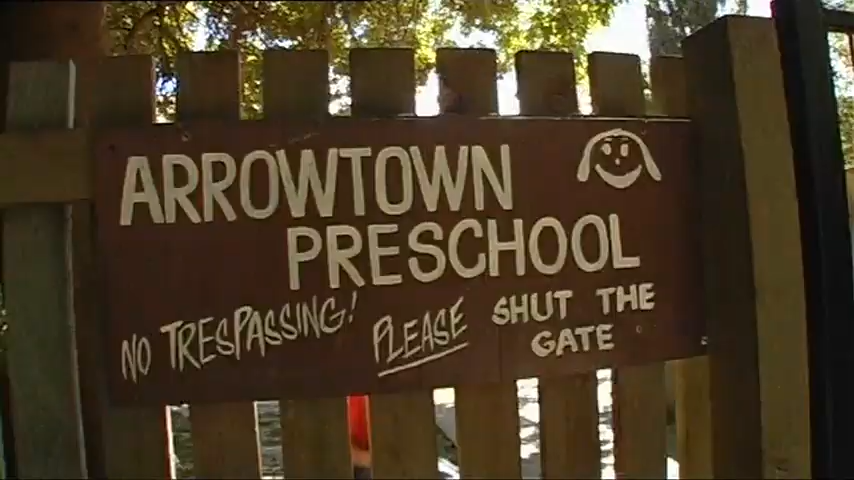 ARROWTOWN
PRESCHOOL
NO TRESPASSING! PLEASE SHUT THE
GATE